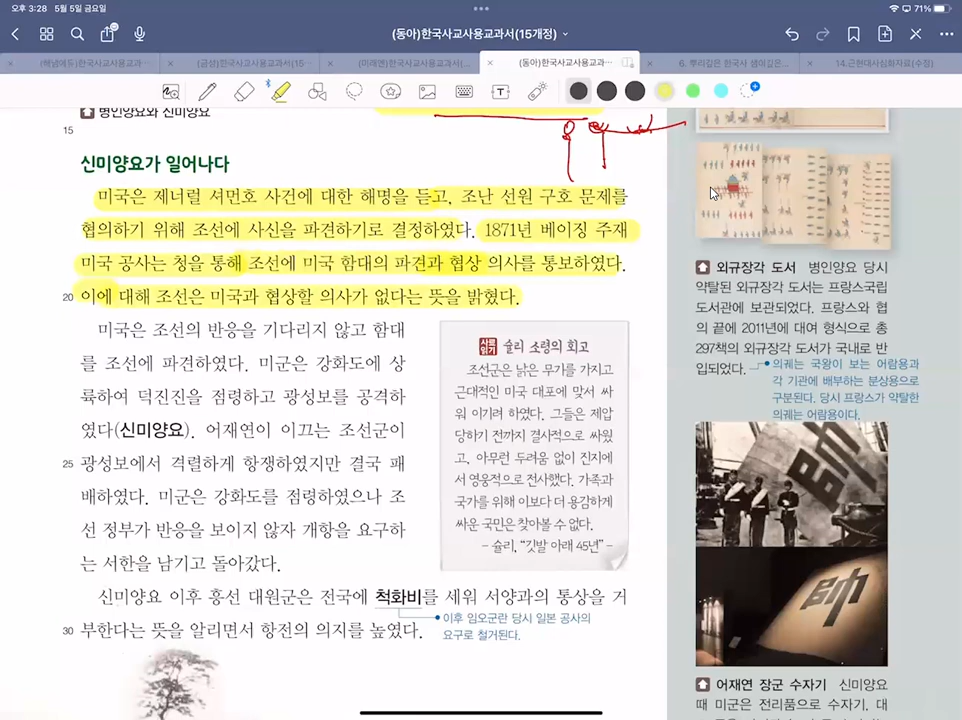 오후 3:28 5월 5일 금요일
71%
(동아)한국사교사용교과서(15개정)
(해냄에듀)한국사교사용교과...
(금성)한국사교사용교과서(15...
(미래엔)한국사교사용교과서(...
(동아)한국사교사용교과...
6. 뿌리깊은 한국사 샘이깊은...
14.근현대사심화자료(수정)
병인양요와 신미양요
15
신미양요가 일어나다
미국은 제너럴 셔먼호 사건에 대한 해명을 듣고, 조난 선원 구호 문제를
협의하기 위해 조선에 사신을 파견하기로 결정하였다. 1871년 베이징 주재
미국 공사는 청을 통해 조선에 미국 함대의 파견과 협상 의사를 통보하였다.
20 이에 대해 조선은 미국과 협상할 의사가 없다는 뜻을 밝혔다.
미국은 조선의 반응을 기다리지 않고 함대
를 조선에 파견하였다. 미군은 강화도에 상
륙하여 덕진진을 점령하고 광성보를 공격하
였다(신미양요). 어재연이 이끄는 조선군이
25 광성보에서 격렬하게 항쟁하였지만 결국 패
배하였다. 미군은 강화도를 점령하였으나 조
선 정부가 반응을 보이지 않자 개항을 요구하
는 서한을 남기고 돌아갔다.
신미양요 이후 흥선 대원군은 전국에 척화비를 세워 서양과의 통상을 거
30 부한다는 뜻을 알리면서 항전의 의지를 높였다.
이후 임오군란 당시 일본 공사의
요구로 철거된다.
사료 읽기 슐리 소령의 회고
조선군은 낡은 무기를 가지고
근대적인 미국 대포에 맞서 싸
워 이기려 하였다. 그들은 제압
당하기 전까지 결사적으로 싸웠
고, 아무런 두려움 없이 진지에
서 영웅적으로 전사했다. 가족과
국가를 위해 이보다 더 용감하게
싸운 국민은 찾아볼 수 없다.
- 슐리, “깃발 아래 45년” -
외규장각 도서 병인양요 당시
약탈된 외규장각 도서는 프랑스국립
도서관에 보관되었다. 프랑스와 협
의 끝에 2011년에 대여 형식으로 총
297책의 외규장각 도서가 국내로 반
입되었다.
의궤는 국왕이 보는 어람용과
각 기관에 배부하는 분상용으로
구분된다. 당시 프랑스가 약탈한
의궤는 어람용이다.
帥
帥
어재연 장군 수자기 신미양요
때 미군은 전리품으로 수자기, 대